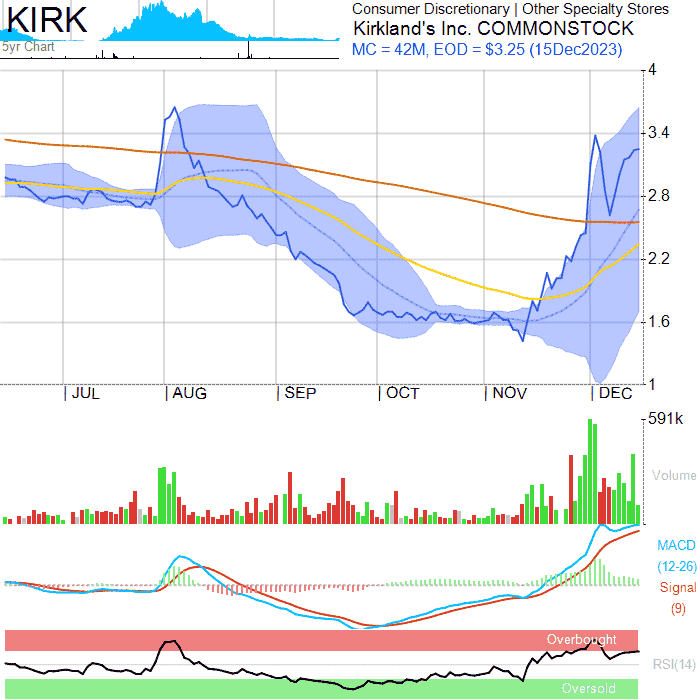 KIRK
5yr Chart
Consumer Discretionary | Other Specialty Stores
Kirkland's Inc. COMMONSTOCK
MC = 42M, EOD = $3.25 (15Dec2023)
4
3.4
2.8
2.2
1.6
1
| JUL | AUG | SEP | OCT | NOV | DEC
591k
Volume
MACD
(12-26)
Signal
(9)
Overbought
RSI(14)
Oversold